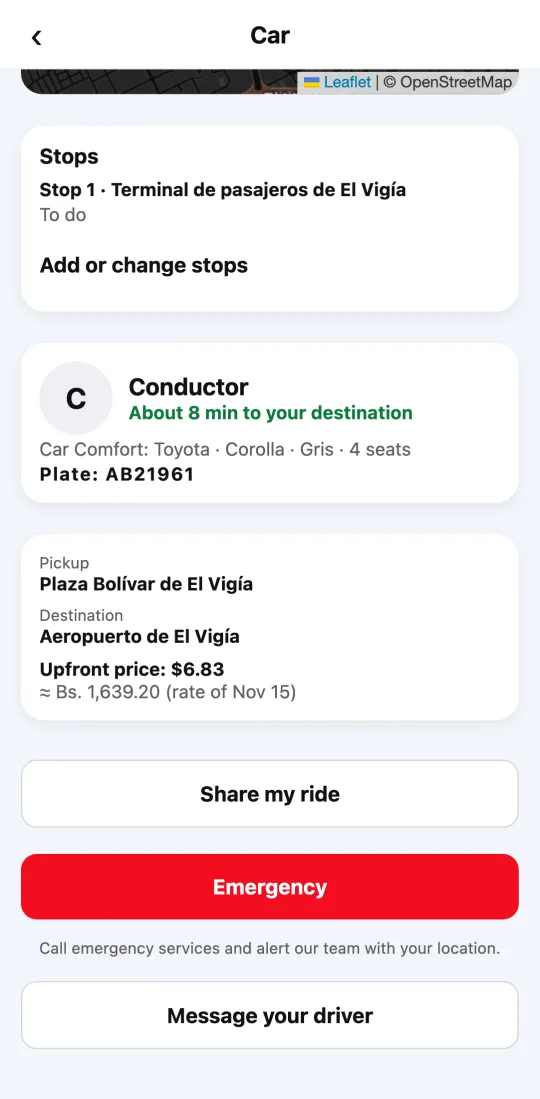 ‹ Car
Leaflet | © OpenStreetMap
Stops
Stop 1 · Terminal de pasajeros de El Vigía
To do
Add or change stops
C
Conductor
About 8 min to your destination
Car Comfort: Toyota · Corolla · Gris · 4 seats
Plate: AB21961
Pickup
Plaza Bolívar de El Vigía
Destination
Aeropuerto de El Vigía
Upfront price: $6.83
≈ Bs. 1,639.20 (rate of Nov 15)
Share my ride
Emergency
Call emergency services and alert our team with your location.
Message your driver